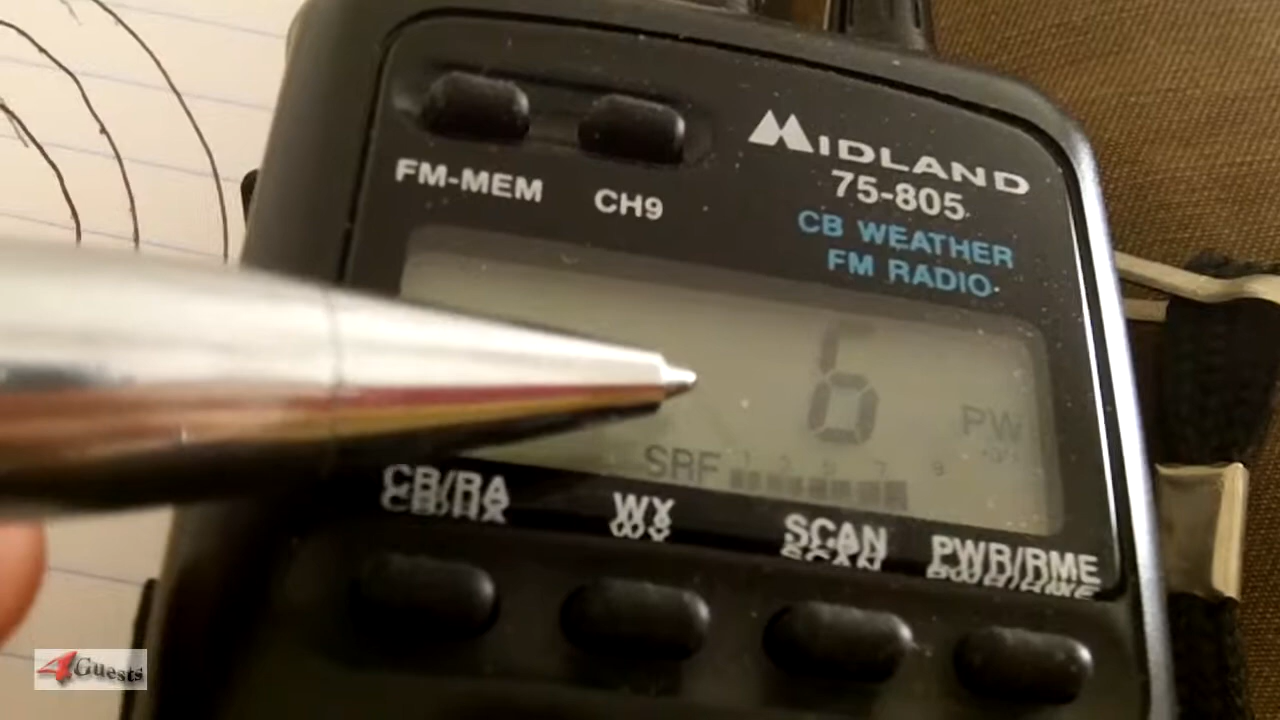 MIDLAND
75-805
CB WEATHER
FM RADIO
FM-MEM CH9
6
PW
SRF 1 3 5 7 9
CB/RA WX SCAN PWR/RME
4Guests